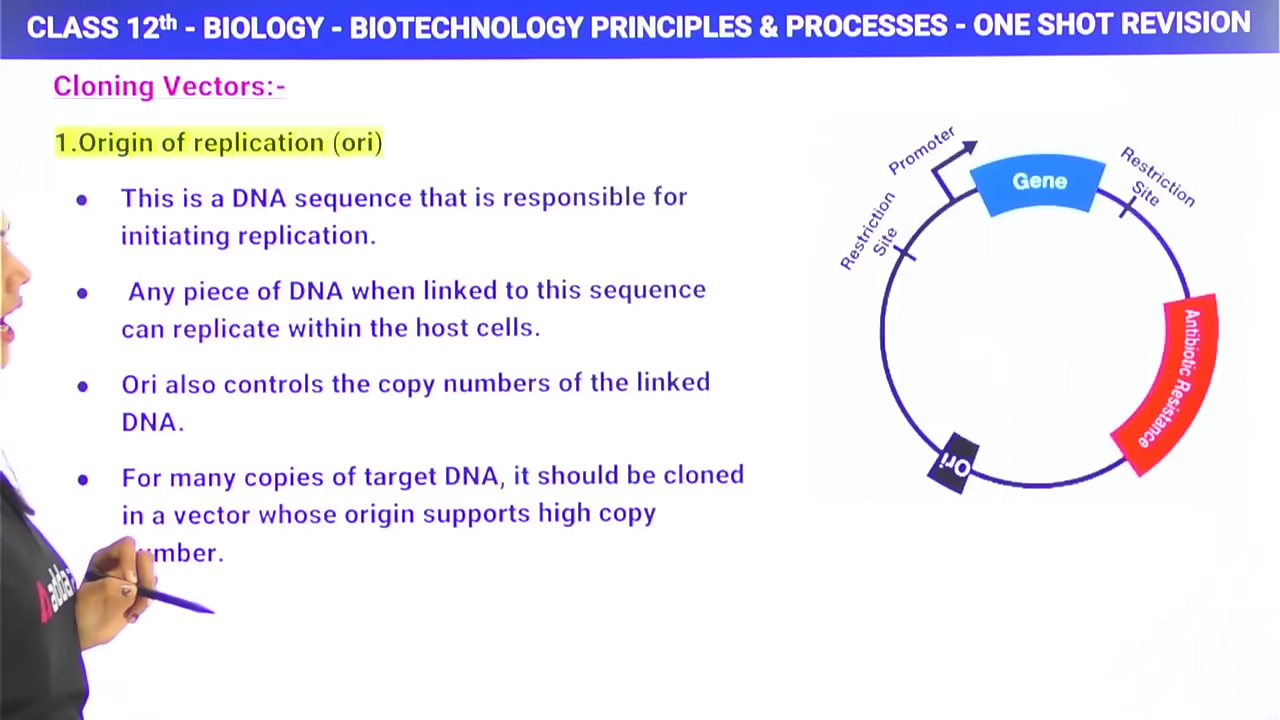 CLASS 12th - BIOLOGY - BIOTECHNOLOGY PRINCIPLES & PROCESSES - ONE SHOT REVISION
Cloning Vectors:-
1.Origin of replication (ori)
• This is a DNA sequence that is responsible for
initiating replication.
• Any piece of DNA when linked to this sequence
can replicate within the host cells.
• Ori also controls the copy numbers of the linked
DNA.
• For many copies of target DNA, it should be cloned
in a vector whose origin supports high copy
Promoter
Gene
Restriction
Site
Restriction
Site
Antibiotic Resistance
Ori